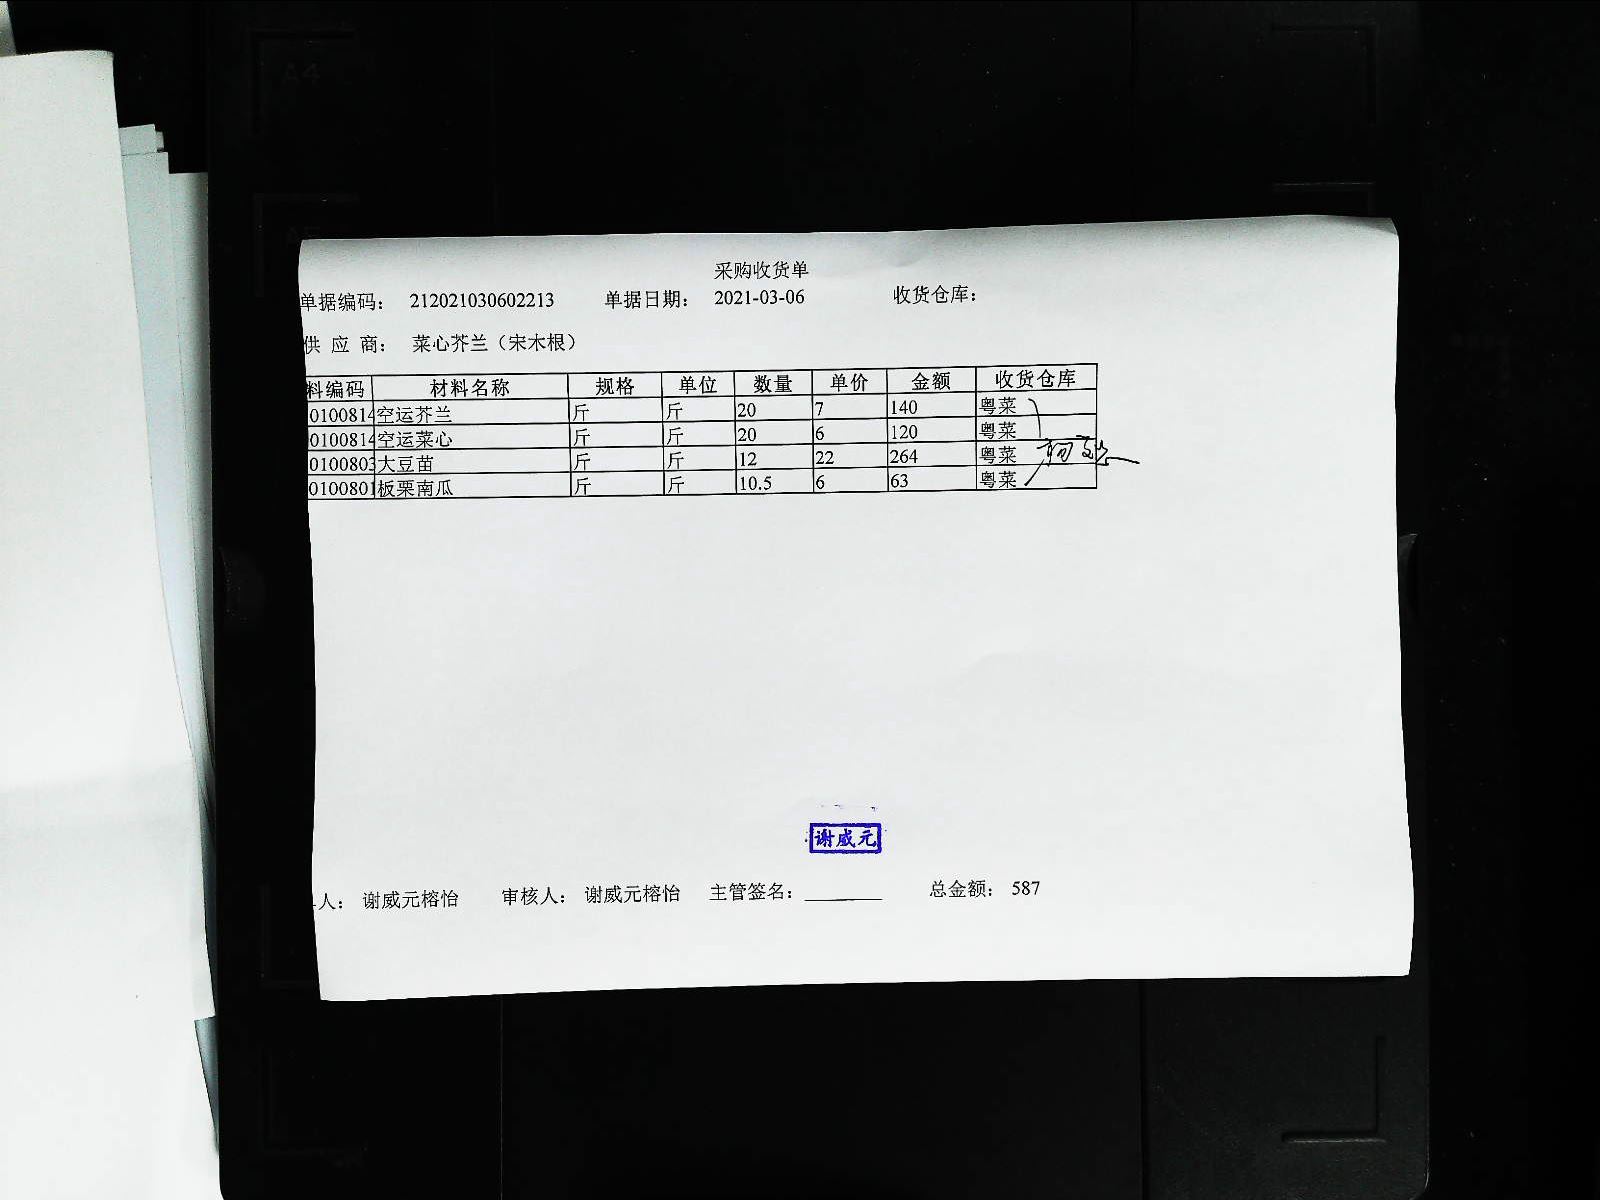 采购收货单
单据编码： 212021030602213 单据日期： 2021-03-06 收货仓库：
供 应 商： 菜心芥兰（宋木根）
料编码 材料名称 规格 单位 数量 单价 金额 收货仓库
0100814 空运芥兰 斤 斤 20 7 140 粤菜
0100814 空运菜心 斤 斤 20 6 120 粤菜
0100803 大豆苗 斤 斤 12 22 264 粤菜
0100801 板栗南瓜 斤 斤 10.5 6 63 粤菜
谢威元
人： 谢威元榕怡 审核人： 谢威元榕怡 主管签名： 总金额： 587